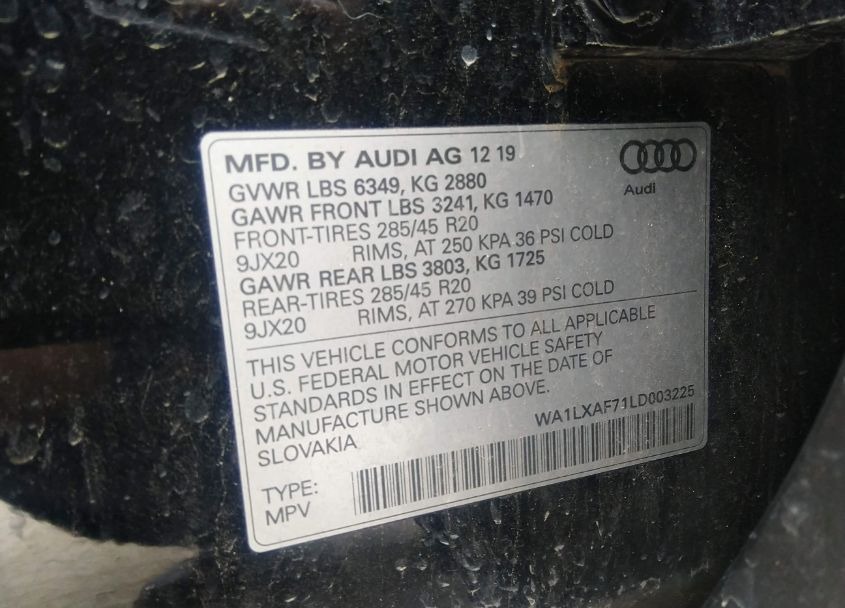 MFD. BY AUDI AG 12 19
Audi
GVWR LBS 6349, KG 2880
GAWR FRONT LBS 3241, KG 1470
FRONT-TIRES 285/45 R20
9JX20 RIMS, AT 250 KPA 36 PSI COLD
GAWR REAR LBS 3803, KG 1725
REAR-TIRES 285/45 R20
9JX20 RIMS, AT 270 KPA 39 PSI COLD
THIS VEHICLE CONFORMS TO ALL APPLICABLE
U.S. FEDERAL MOTOR VEHICLE SAFETY
STANDARDS IN EFFECT ON THE DATE OF
MANUFACTURE SHOWN ABOVE.
SLOVAKIA
WA1LXAF71LD003225
TYPE:
MPV